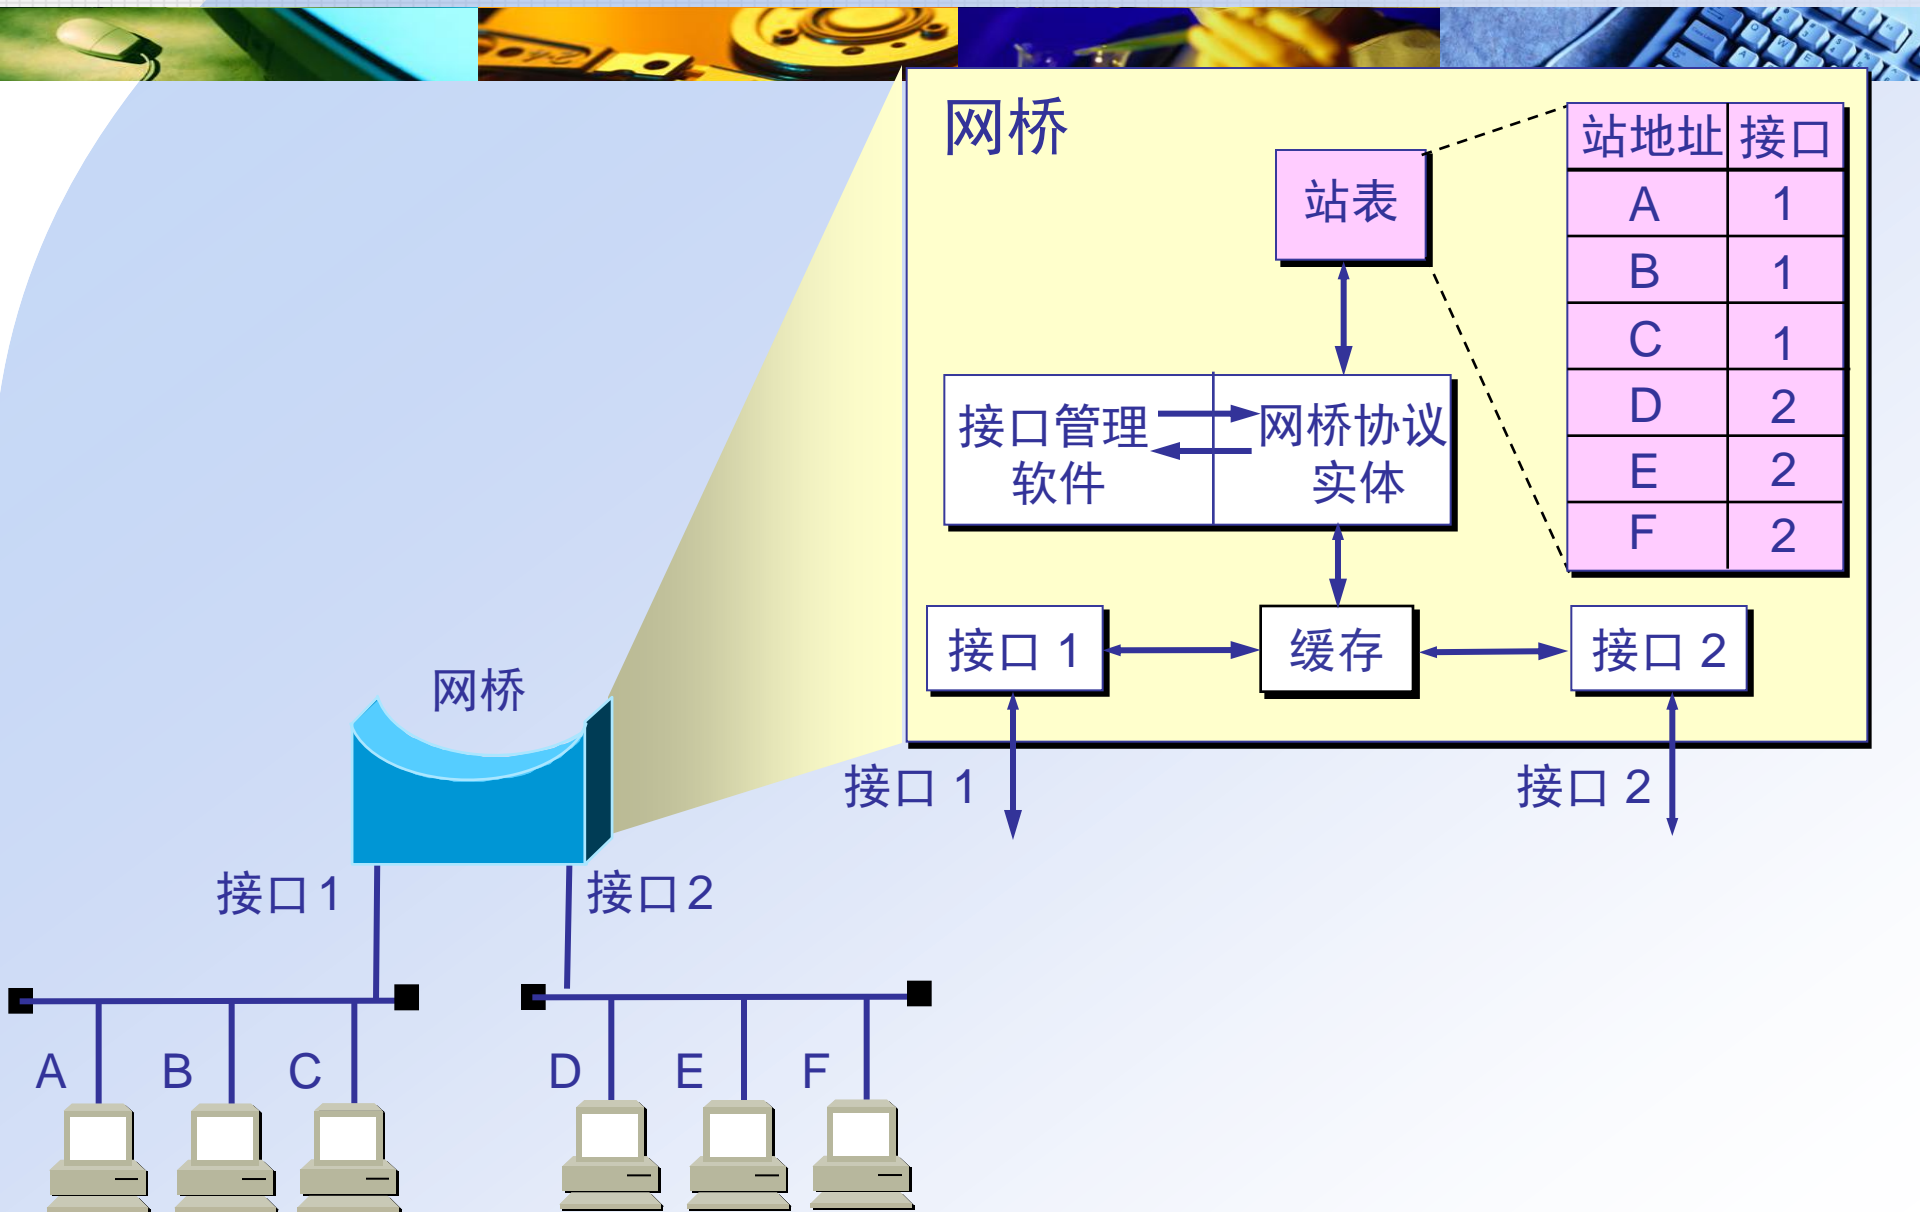 网桥
站表
站地址 接口
A 1
B 1
C 1
D 2
E 2
F 2
接口管理
软件
网桥协议
实体
接口 1
缓存
接口 2
接口 1
接口 2
网桥
接口1
接口2
A
B
C
D
E
F